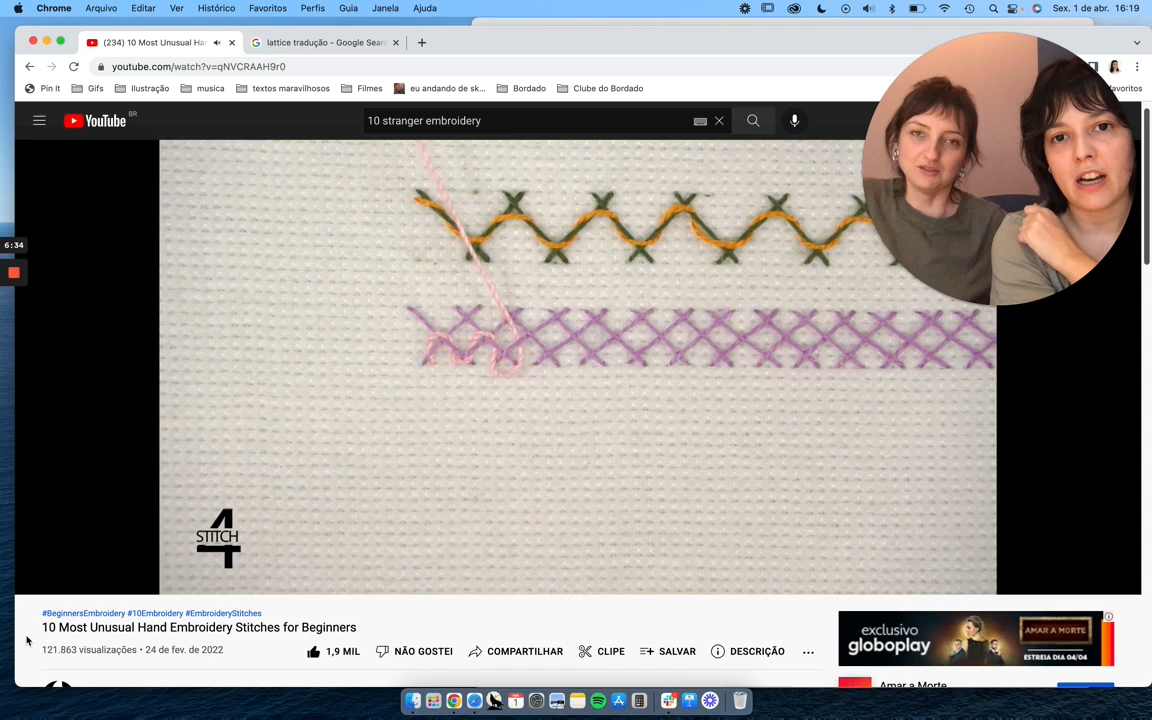 Chrome Arquivo Editar Ver Histórico Favoritos Perfis Guia Janela Ajuda Sex. 1 de abr. 16:19
(234) 10 Most Unusual Ha
lattice tradução - Google Sear
youtube.com/watch?v=qNVCRAAH9r0
Pin It Gifs Ilustração musica textos maravilhosos Filmes eu andando de sk... Bordado Clube do Bordado
YouTube BR
10 stranger embroidery
6:34
4
STITCH
#BeginnersEmbroidery #10Embroidery #EmbroideryStitches
10 Most Unusual Hand Embroidery Stitches for Beginners
121.863 visualizações • 24 de fev. de 2022
1,9 MIL NÃO GOSTEI COMPARTILHAR CLIPE SALVAR DESCRIÇÃO ...
exclusivo
globoplay
AMAR A MORTE
ESTREIA 04/04
Amar a Morte